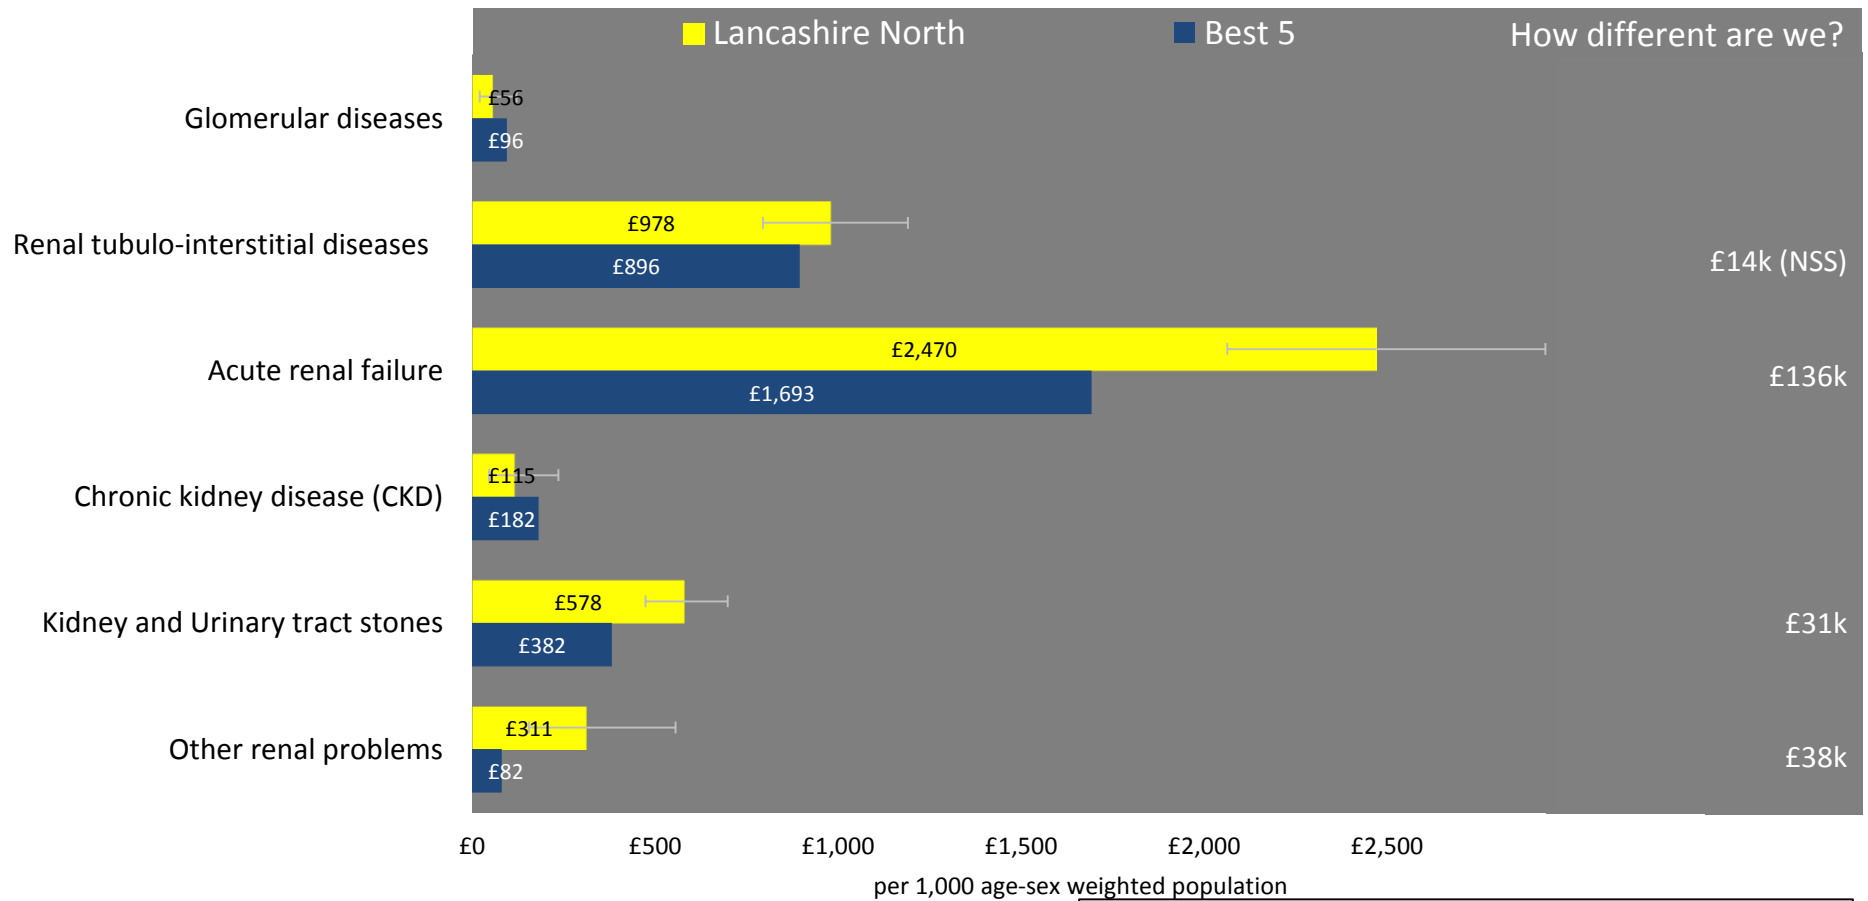 Lancashire North
Best 5
How different are we?
Glomerular diseases
£56
£96
Renal tubulo-interstitial diseases
£978
£896
£14k (NSS)
Acute renal failure
£2,470
£1,693
£136k
Chronic kidney disease (CKD)
£115
£182
Kidney and Urinary tract stones
£578
£382
£31k
Other renal problems
£311
£82
£38k
£0
£500
£1,000
£1,500
£2,000
£2,500
per 1,000 age-sex weighted population